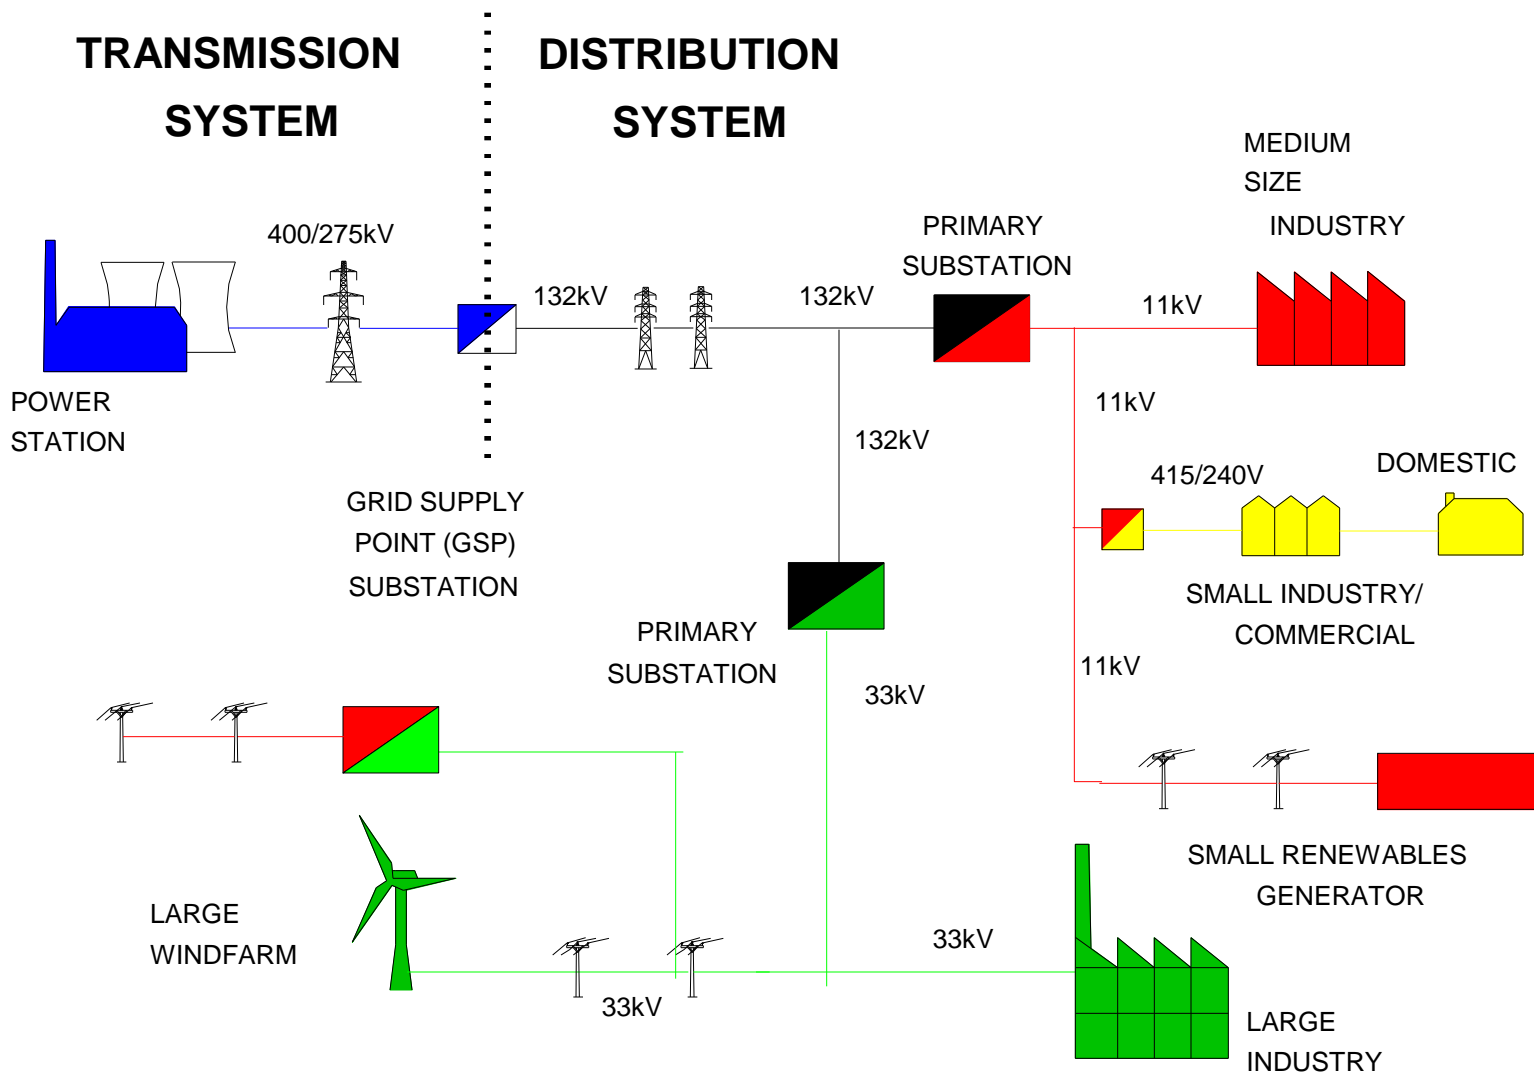 TRANSMISSION
SYSTEM
DISTRIBUTION
SYSTEM
MEDIUM
SIZE
INDUSTRY
400/275kV
PRIMARY
SUBSTATION
132kV
132kV
11kV
POWER
STATION
11kV
132kV
415/240V
DOMESTIC
GRID SUPPLY
POINT (GSP)
SUBSTATION
SMALL INDUSTRY/
COMMERCIAL
PRIMARY
SUBSTATION
11kV
33kV
SMALL RENEWABLES
GENERATOR
LARGE
WINDFARM
33kV
33kV
LARGE
INDUSTRY